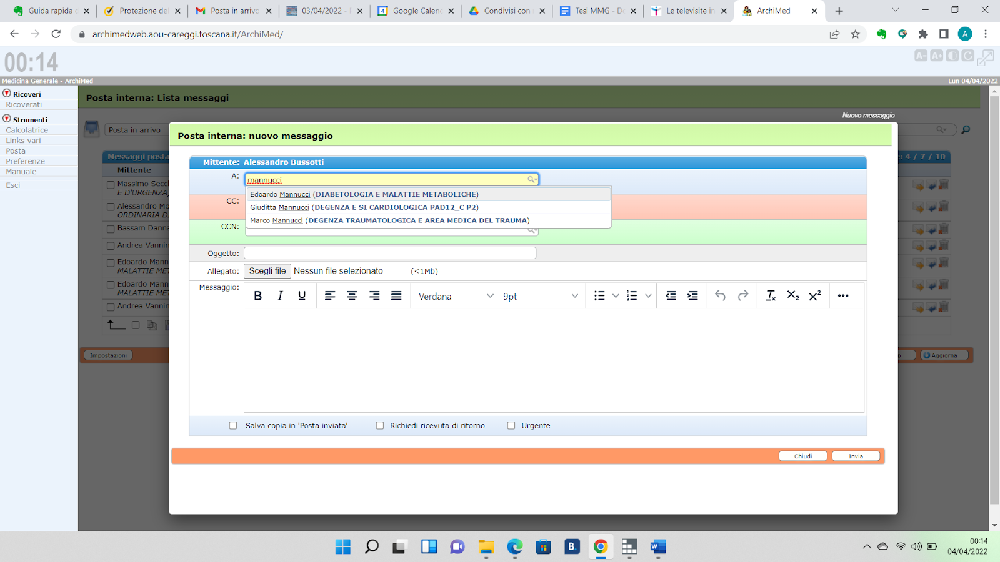 Guida rapida
Protezione de
Posta in arrivo
03/04/2022 -
Google Calen
Condivisi con
Tesi MMG - D
Le televisite in
ArchiMed
archimedweb.aou-careggi.toscana.it/ArchiMed/
A
00:14
A-
A+
Medicina Generale - ArchiMed
Lun 04/04/2022
Ricoveri
Ricoverati
Strumenti
Calcolatrice
Links vari
Posta
Preferenze
Manuale
Esci
Posta interna: Lista messaggi
Nuovo messaggio
Posta in arrivo
Messaggi posta
: 4 / 7 / 10
Mittente
Massimo Secc
E D'URGENZA,
Alessandro Mo
ORDINARIA D.
Bassam Danna
Andrea Vannin
Edoardo Mann
MALATTIE MET
Edoardo Mann
MALATTIE MET
Andrea Vannin
Impostazioni
o
Aggiorna
Posta interna: nuovo messaggio
Mittente: Alessandro Bussotti
A: mannucci
Edoardo Mannucci (DIABETOLOGIA E MALATTIE METABOLICHE)
CC:
Giuditta Mannucci (DEGENZA E SI CARDIOLOGICA PAD12_C P2)
Marco Mannucci (DEGENZA TRAUMATOLOGICA E AREA MEDICA DEL TRAUMA)
CCN:
Oggetto:
Allegato: Scegli file Nessun file selezionato (<1Mb)
Messaggio:
B I U Verdana 9pt
Salva copia in 'Posta inviata' Richiedi ricevuta di ritorno Urgente
Chiudi Invia
B.
W
00:14
04/04/2022